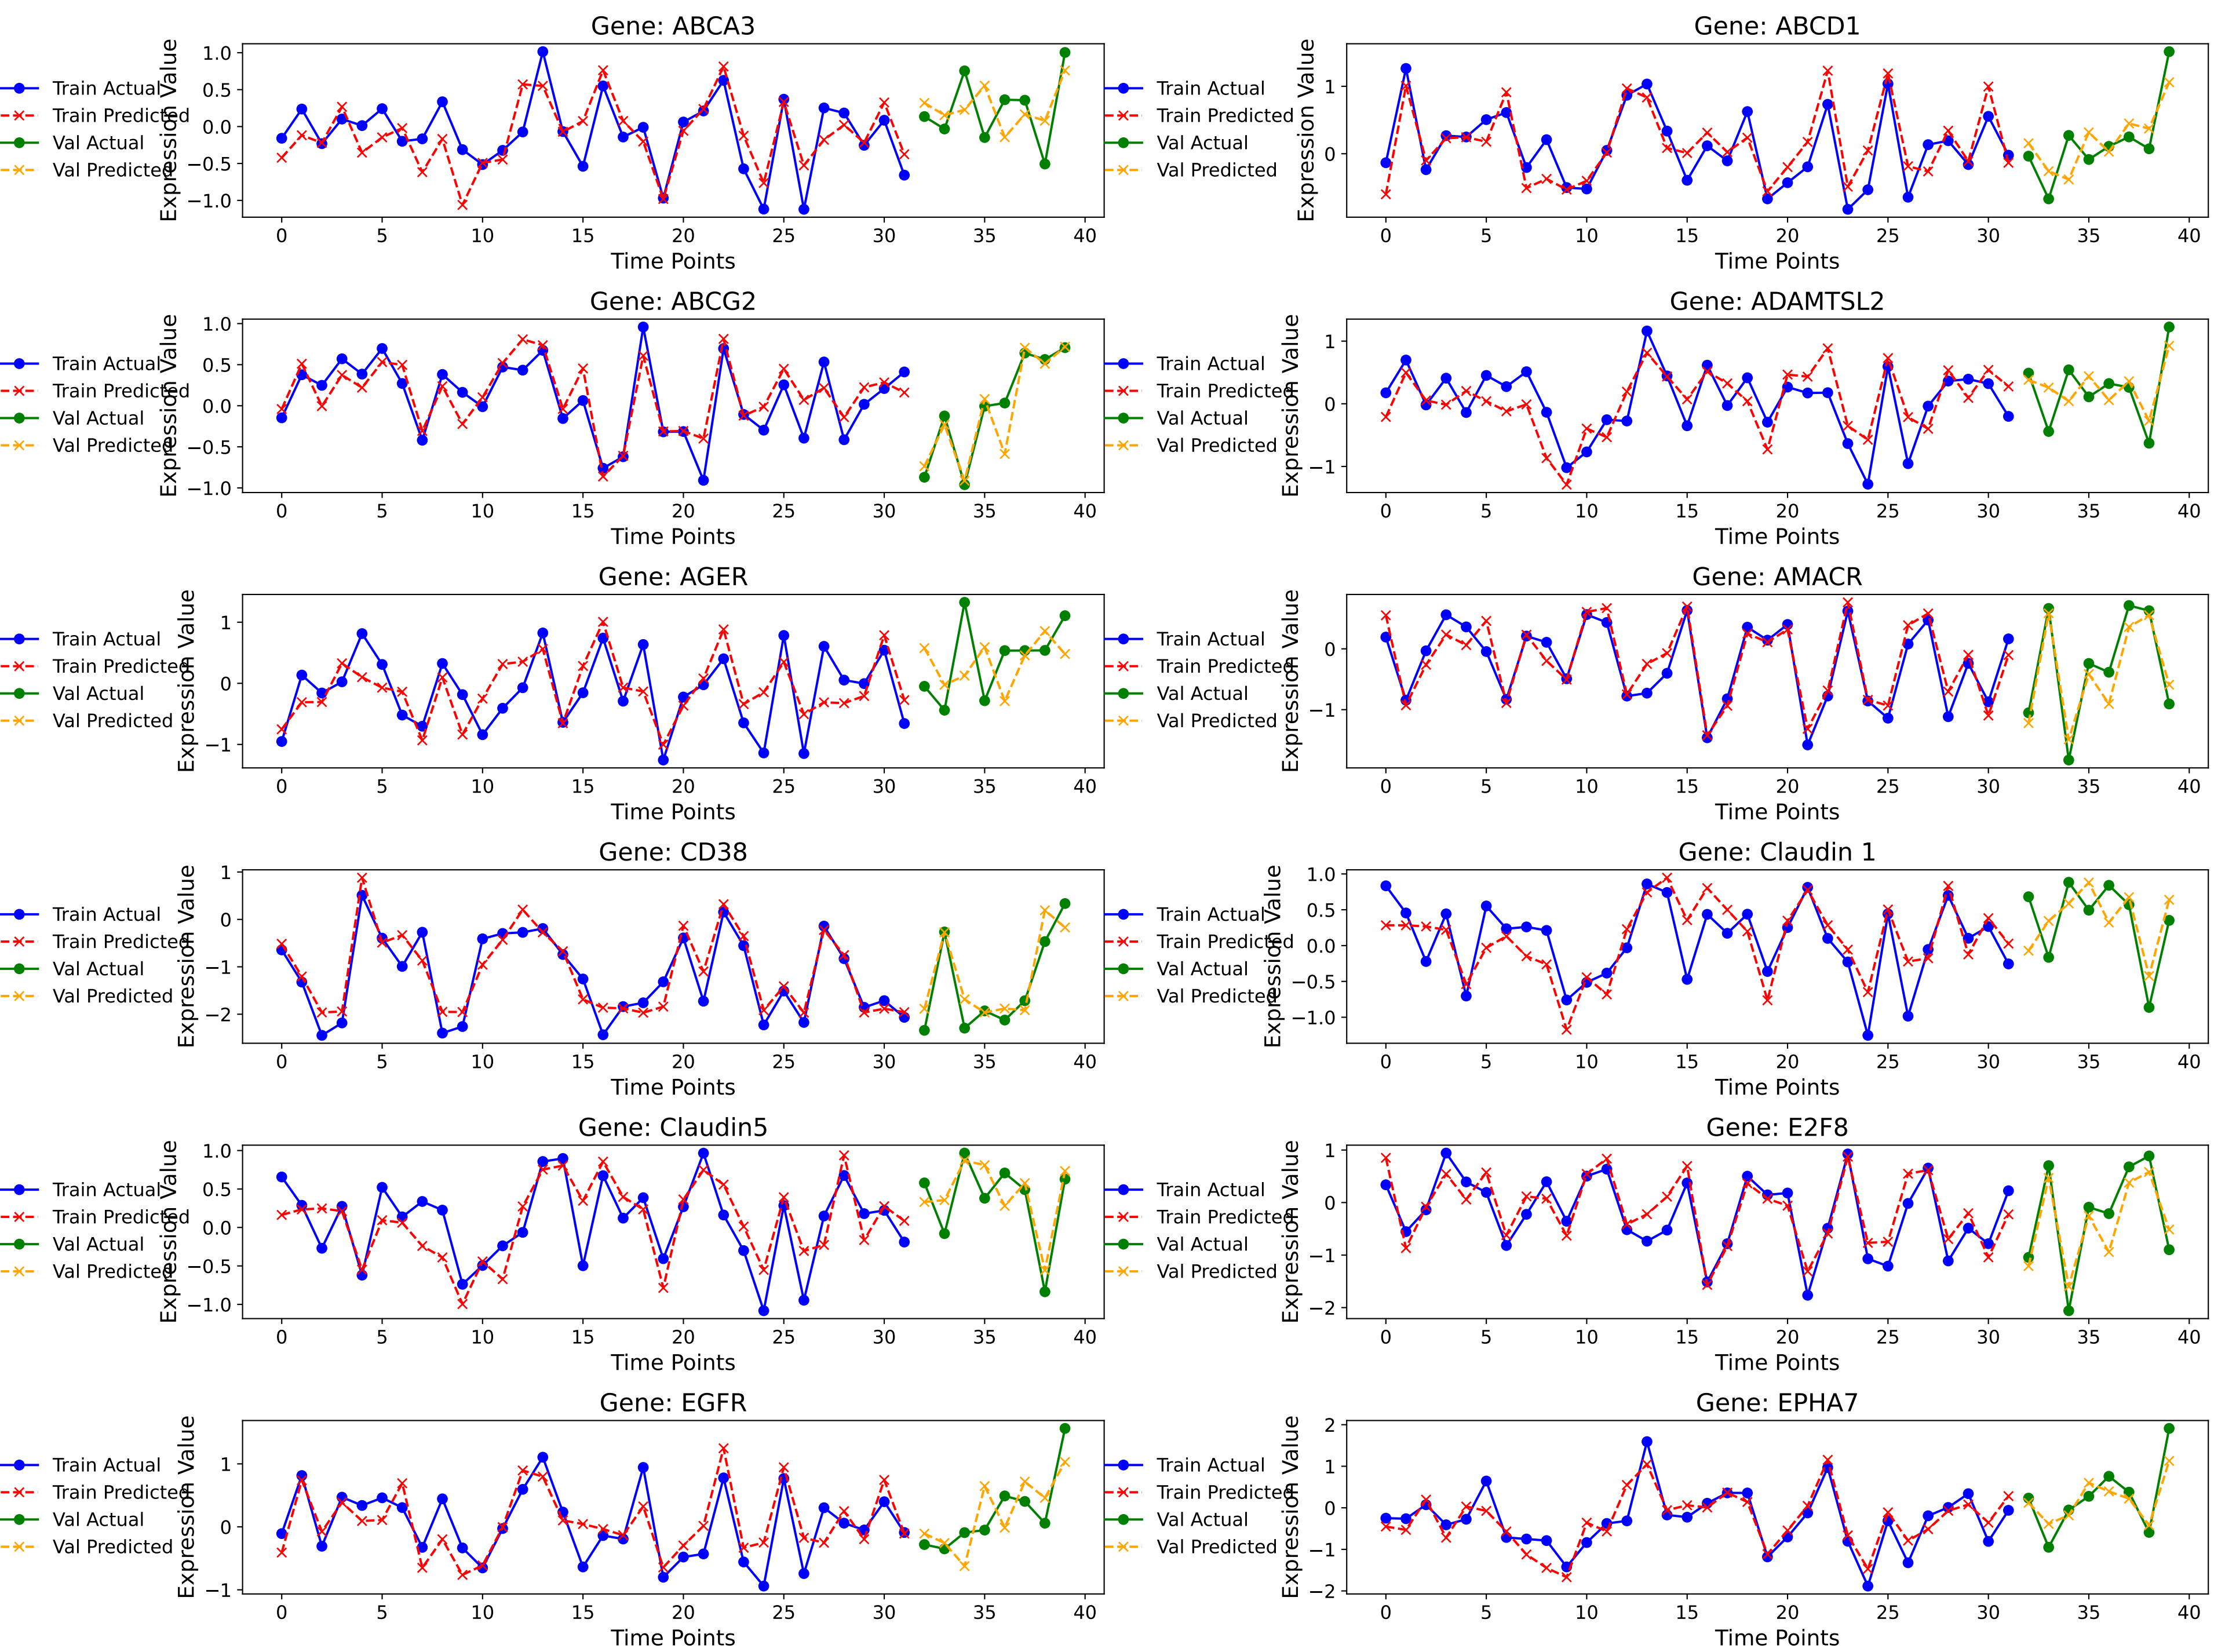 Gene: ABCA3
Expression Value
1.0
0.5
0.0
−0.5
−1.0
0 5 10 15 20 25 30 35 40
Time Points
Train Actual
Train Predicted
Val Actual
Val Predicted
Gene: ABCD1
Expression Value
1
0
0 5 10 15 20 25 30 35 40
Time Points
Train Actual
Train Predicted
Val Actual
Val Predicted
Gene: ABCG2
Expression Value
1.0
0.5
0.0
−0.5
−1.0
0 5 10 15 20 25 30 35 40
Time Points
Train Actual
Train Predicted
Val Actual
Val Predicted
Gene: ADAMTSL2
Expression Value
1
0
−1
0 5 10 15 20 25 30 35 40
Time Points
Train Actual
Train Predicted
Val Actual
Val Predicted
Gene: AGER
Expression Value
1
0
−1
0 5 10 15 20 25 30 35 40
Time Points
Train Actual
Train Predicted
Val Actual
Val Predicted
Gene: AMACR
Expression Value
0
−1
0 5 10 15 20 25 30 35 40
Time Points
Train Actual
Train Predicted
Val Actual
Val Predicted
Gene: CD38
Expression Value
1
0
−1
−2
0 5 10 15 20 25 30 35 40
Time Points
Train Actual
Train Predicted
Val Actual
Val Predicted
Gene: Claudin 1
Expression Value
1.0
0.5
0.0
−0.5
−1.0
0 5 10 15 20 25 30 35 40
Time Points
Train Actual
Train Predicted
Val Actual
Val Predicted
Gene: Claudin5
Expression Value
1.0
0.5
0.0
−0.5
−1.0
0 5 10 15 20 25 30 35 40
Time Points
Train Actual
Train Predicted
Val Actual
Val Predicted
Gene: E2F8
Expression Value
1
0
−1
−2
0 5 10 15 20 25 30 35 40
Time Points
Train Actual
Train Predicted
Val Actual
Val Predicted
Gene: EGFR
Expression Value
1
0
−1
0 5 10 15 20 25 30 35 40
Time Points
Train Actual
Train Predicted
Val Actual
Val Predicted
Gene: EPHA7
Expression Value
2
1
0
−1
−2
0 5 10 15 20 25 30 35 40
Time Points
Train Actual
Train Predicted
Val Actual
Val Predicted